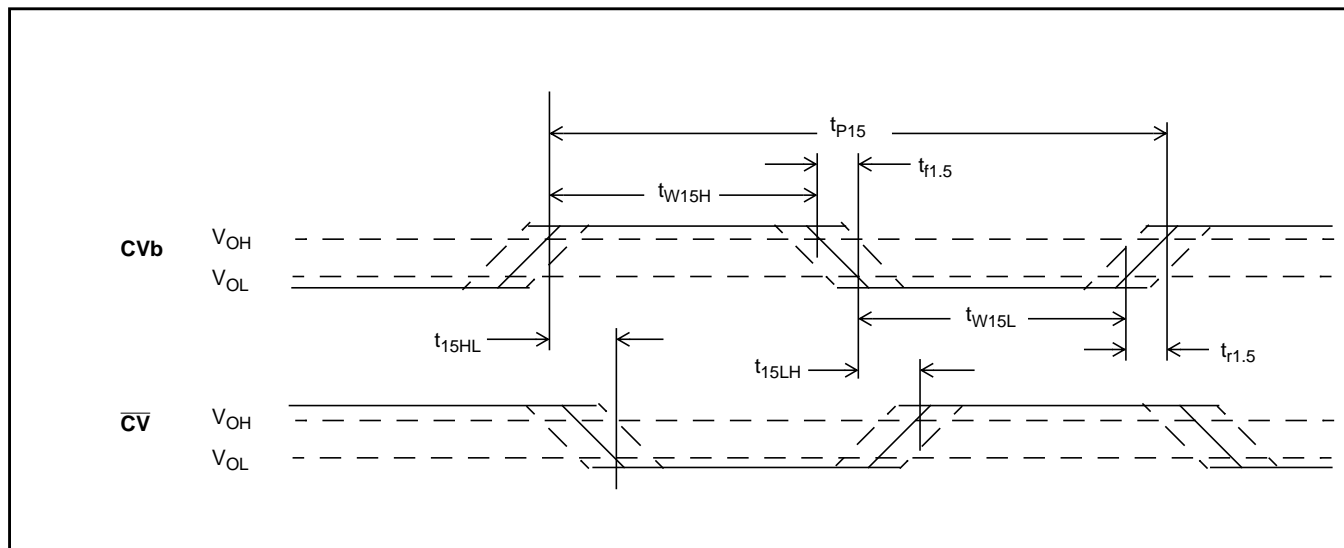 tP15
tf1.5
tW15H
CVb
VOH
VOL
tW15L
t15HL
t15LH
tr1.5
CV
VOH
VOL